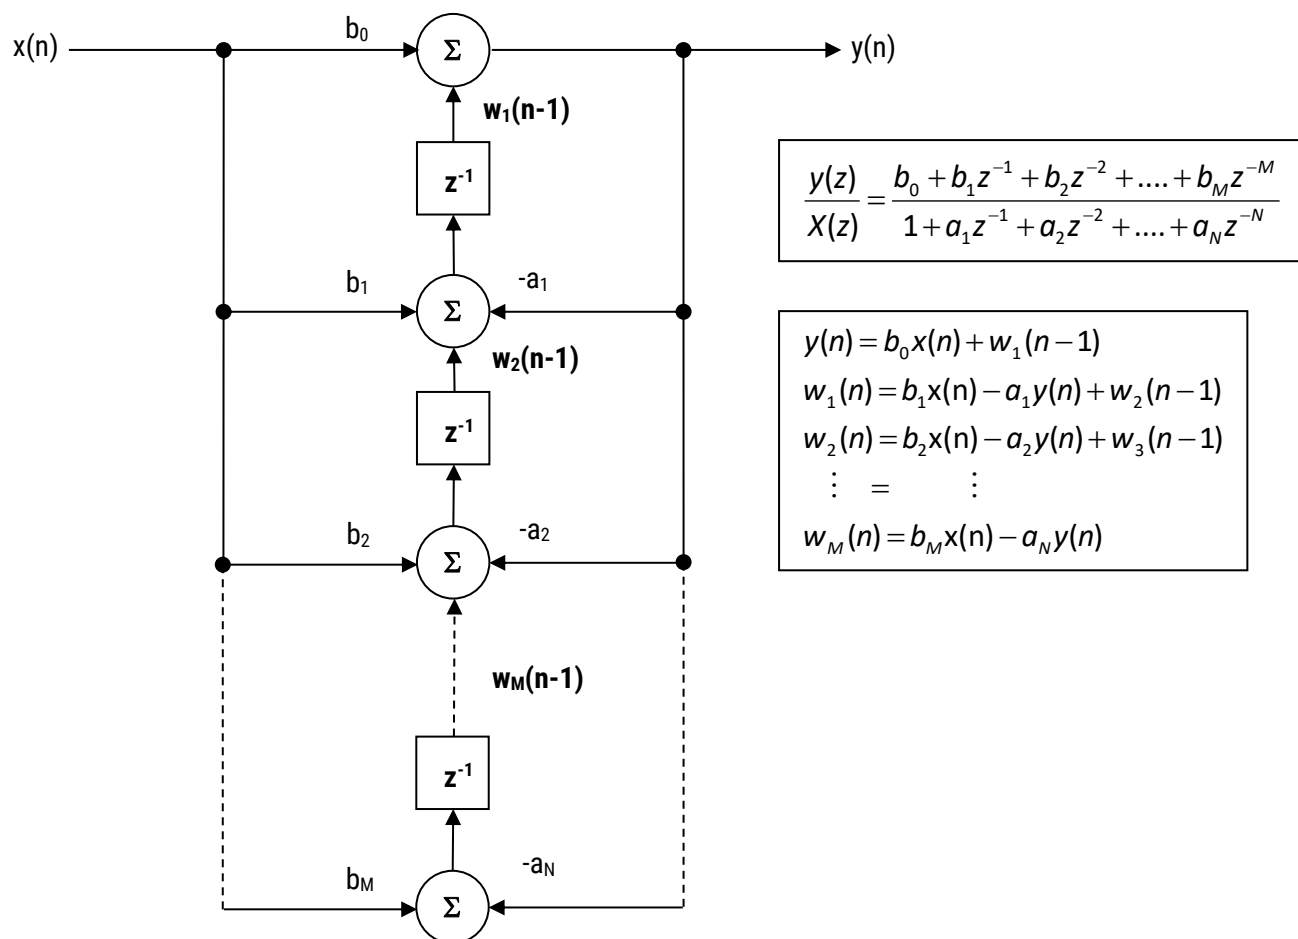 x(n)
b₀
Σ
y(n)
w₁(n-1)
z⁻¹
b₁
Σ
-a₁
w₂(n-1)
z⁻¹
b₂
Σ
-a₂
w_M(n-1)
z⁻¹
b_M
Σ
-a_N
y(z)/X(z) = (b₀ + b₁z⁻¹ + b₂z⁻² + .... + b_M z^(−M))/(1 + a₁z⁻¹ + a₂z⁻² + .... + a_N z^(−N))
y(n) = b₀x(n) + w₁(n−1)
w₁(n) = b₁x(n) − a₁y(n) + w₂(n−1)
w₂(n) = b₂x(n) − a₂y(n) + w₃(n−1)
⋮ = ⋮
w_M(n) = b_M x(n) − a_N y(n)